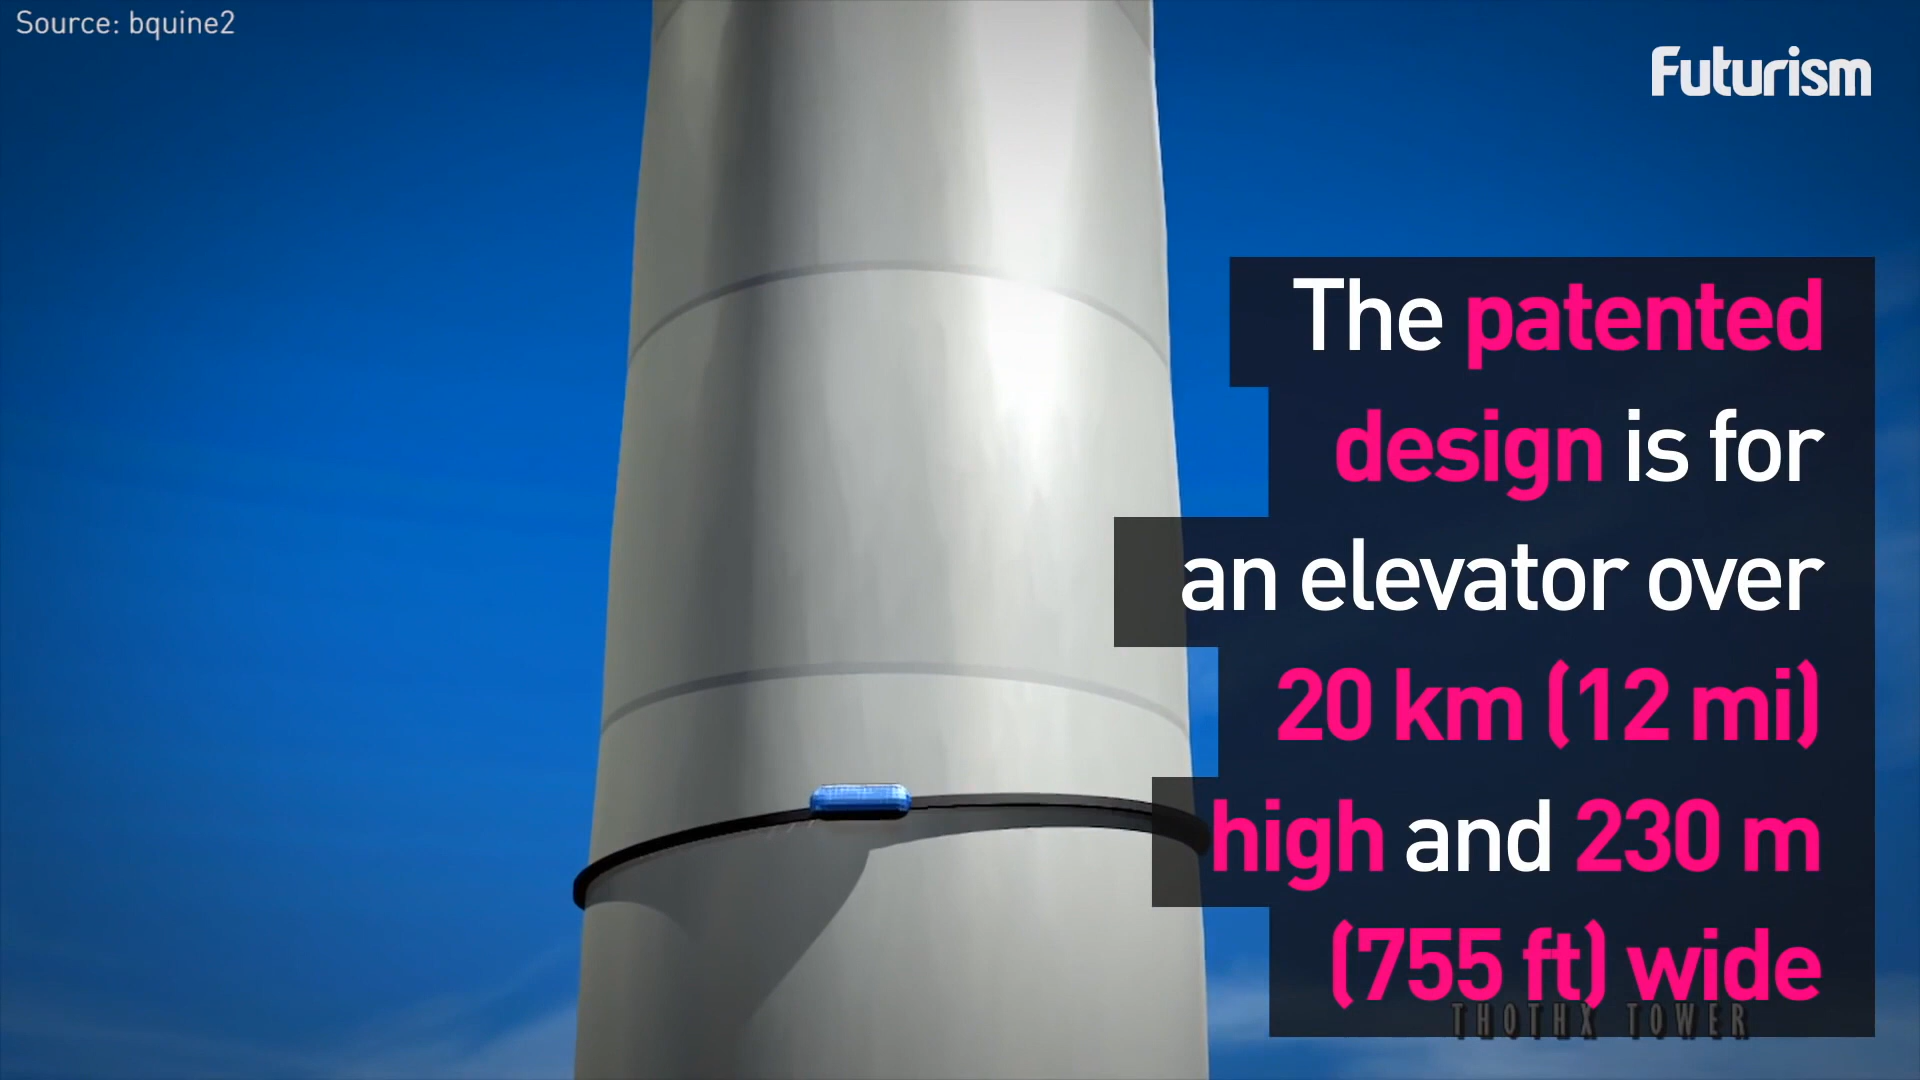 Source: bquine2
Futurism
The patented
design is for
an elevator over
20 km (12 mi)
high and 230 m
(755 ft) wide
THOTHX TOWER